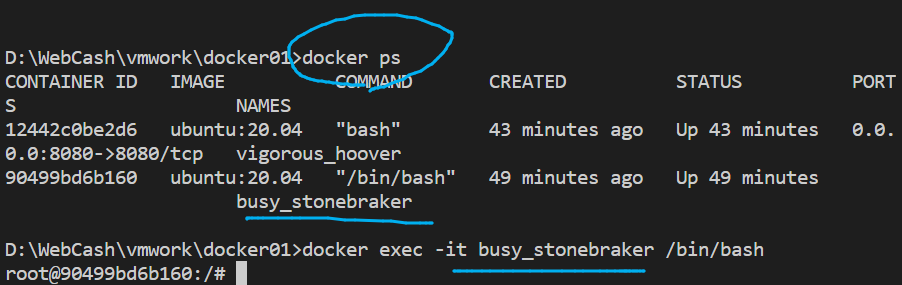 D:\WebCash\vmwork\docker01>docker ps
CONTAINER ID   IMAGE          COMMAND       CREATED          STATUS          PORT
S                    NAMES
12442c0be2d6   ubuntu:20.04   "bash"        43 minutes ago   Up 43 minutes   0.0.
0.0:8080->8080/tcp   vigorous_hoover
90499bd6b160   ubuntu:20.04   "/bin/bash"   49 minutes ago   Up 49 minutes
                     busy_stonebraker
D:\WebCash\vmwork\docker01>docker exec -it busy_stonebraker /bin/bash
root@90499bd6b160:/#